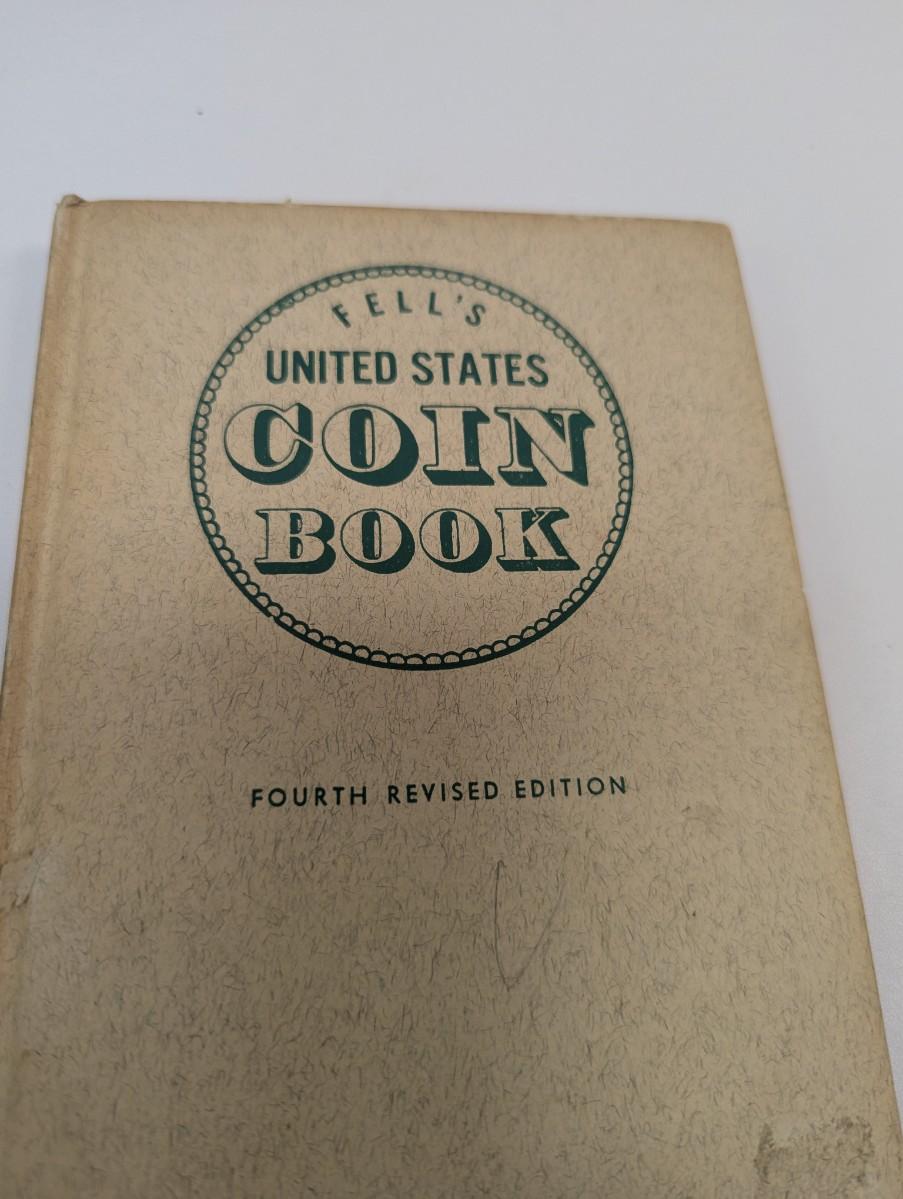 FELL'S
UNITED STATES
COIN
BOOK
FOURTH REVISED EDITION